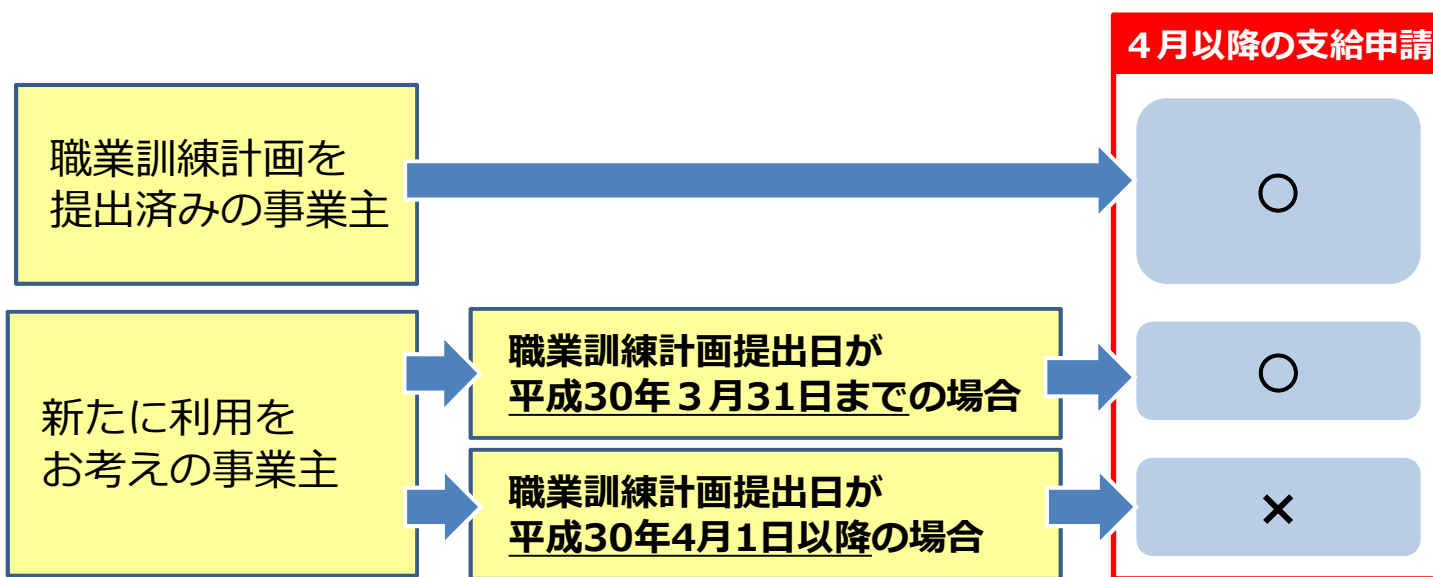 ４月以降の支給申請
職業訓練計画を
提出済みの事業主
○
新たに利用を
お考えの事業主
職業訓練計画提出日が
平成30年３月31日までの場合
○
職業訓練計画提出日が
平成30年4月1日以降の場合
×